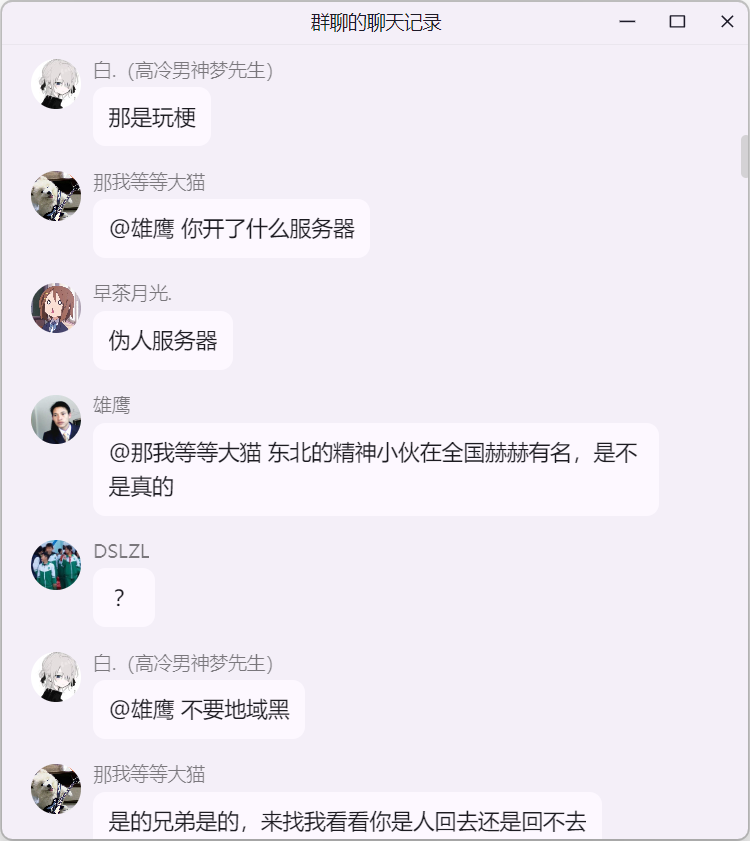 群聊的聊天记录
白.（高冷男神梦先生）
那是玩梗
那我等等大猫
@雄鹰 你开了什么服务器
早茶月光.
伪人服务器
雄鹰
@那我等等大猫 东北的精神小伙在全国赫赫有名，是不
是真的
DSLZL
？
白.（高冷男神梦先生）
@雄鹰 不要地域黑
那我等等大猫
是的兄弟是的，来找我看看你是人回去还是回不去